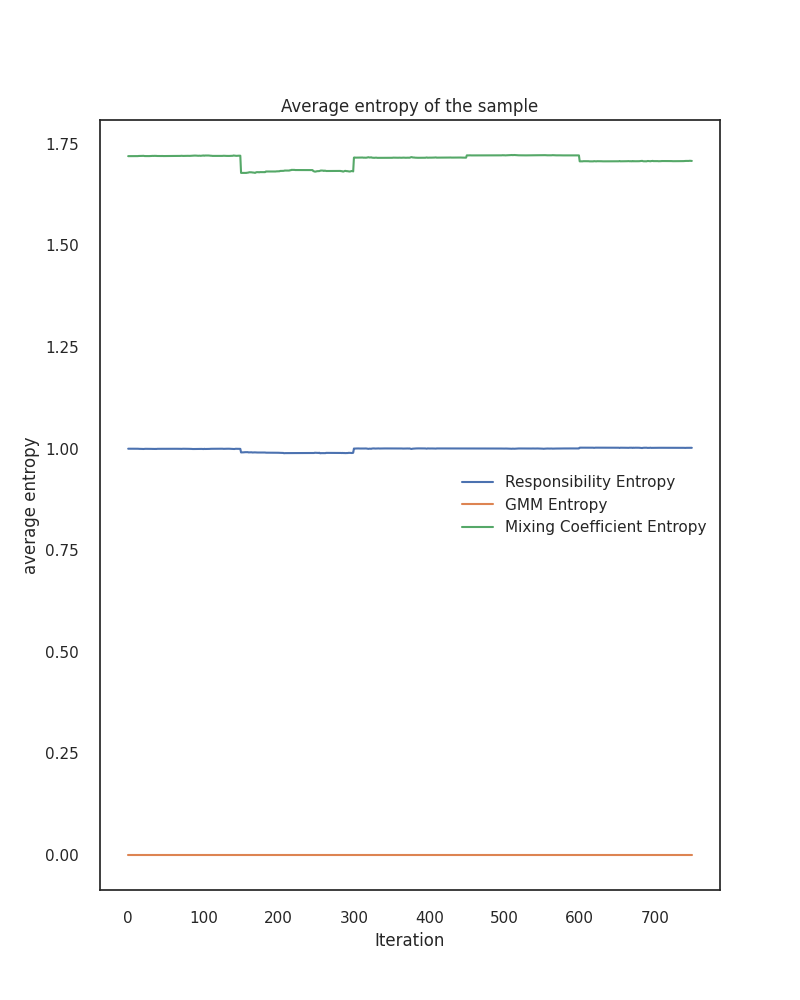 Average entropy of the sample
1.75
1.50
1.25
1.00
0.75
0.50
0.25
0.00
average entropy
Responsibility Entropy
GMM Entropy
Mixing Coefficient Entropy
0 100 200 300 400 500 600 700
Iteration